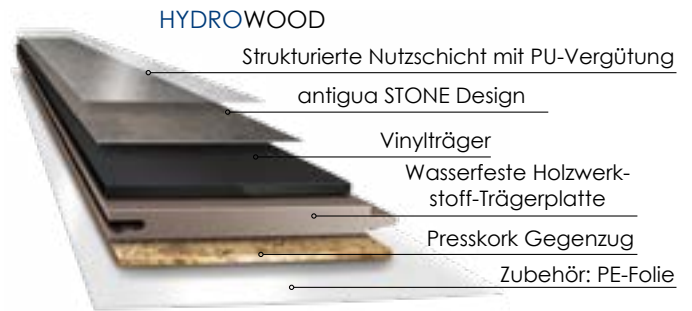 HYDROWOOD
Strukturierte Nutzschicht mit PU-Vergütung
antigua STONE Design
Vinylträger
Wasserfeste Holzwerk-
stoff-Trägerplatte
Presskork Gegenzug
Zubehör: PE-Folie